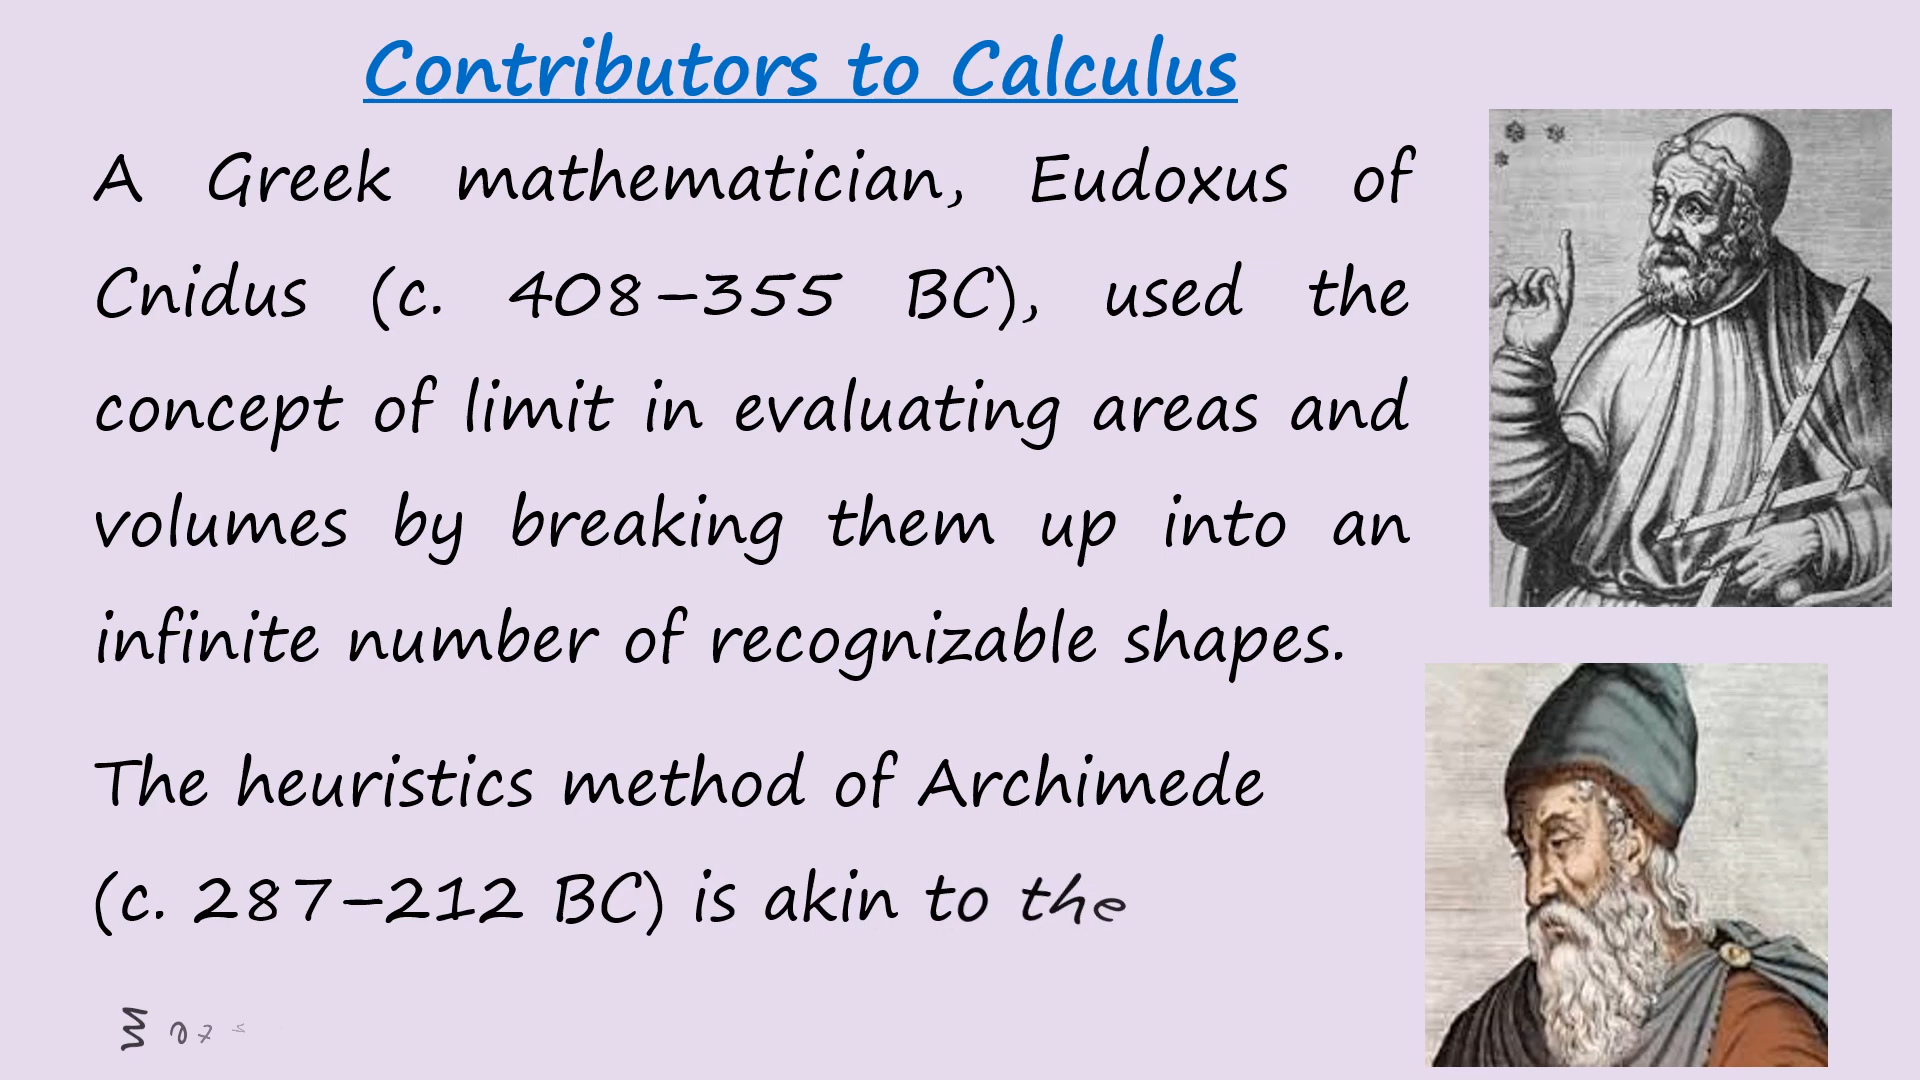 Contributors to Calculus
A Greek mathematician, Eudoxus of
Cnidus (c. 408–355 BC), used the
concept of limit in evaluating areas and
volumes by breaking them up into an
infinite number of recognizable shapes.
The heuristics method of Archimede
(c. 287–212 BC) is akin to the